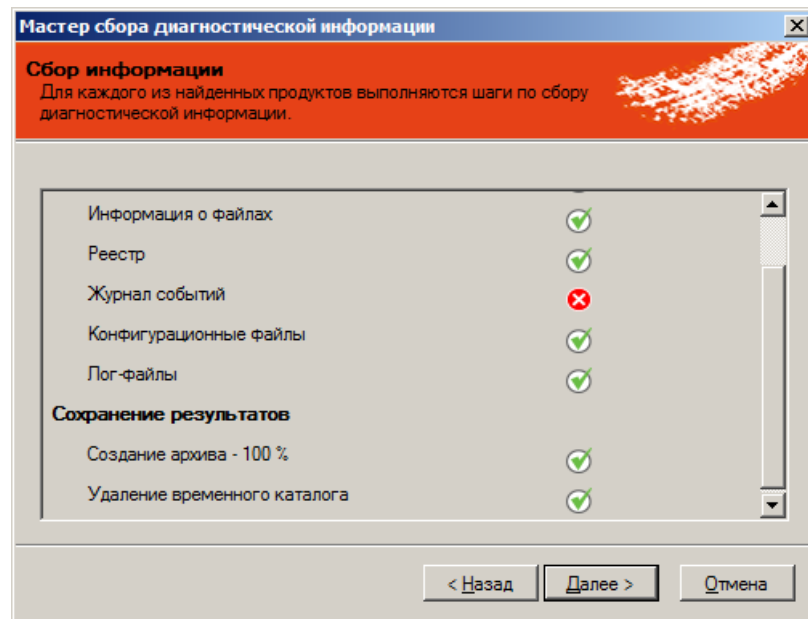 Мастер сбора диагностической информации
Сбор информации
Для каждого из найденных продуктов выполняются шаги по сбору
диагностической информации.
Информация о файлах
Реестр
Журнал событий
Конфигурационные файлы
Лог-файлы
Сохранение результатов
Создание архива - 100 %
Удаление временного каталога
< Назад
Далее >
Отмена